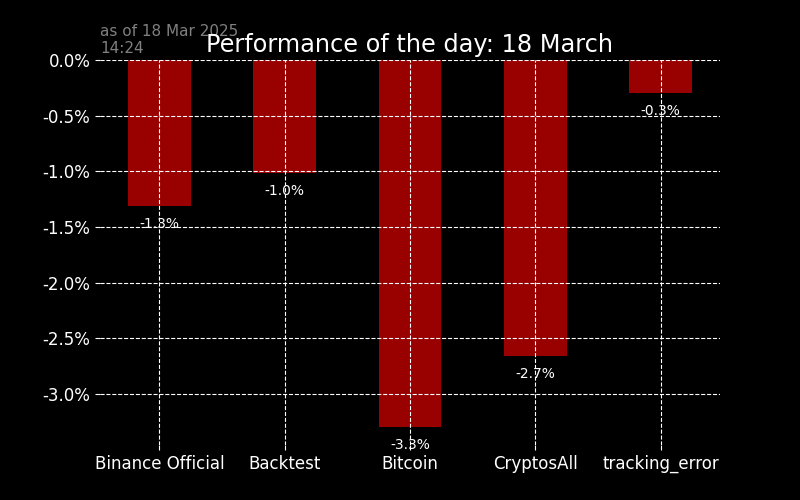 as of 18 Mar 2025
14:24
Performance of the day: 18 March
0.0%
-0.5%
-1.0%
-1.5%
-2.0%
-2.5%
-3.0%
-1.3%
-1.0%
-3.3%
-2.7%
-0.3%
Binance Official
Backtest
Bitcoin
CryptosAll
tracking_error